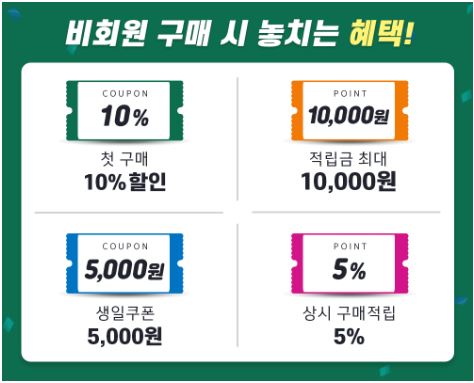 비회원 구매 시 놓치는 혜택!
COUPON
10%
첫 구매
10% 할인
POINT
10,000원
적립금 최대
10,000원
COUPON
5,000원
생일쿠폰
5,000원
POINT
5%
상시 구매적립
5%